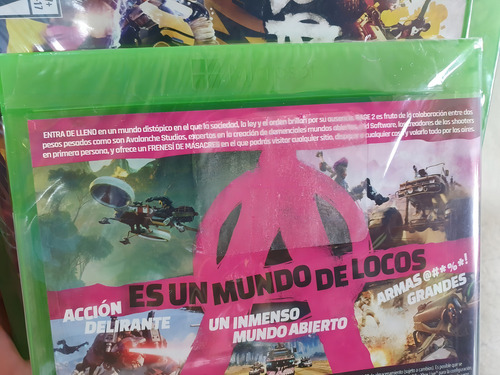 ENTRA DE LLENO en un mundo distópico en el que la sociedad, la ley y el orden brillan por su ausencia. RAGE 2 es fruto de la colaboración entre dos
pesos pesados como son Avalanche Studios, expertos en la creación de demenciales mundos abiertos, e id Software, los creadores de los shooters
en primera persona, y ofrece un FRENESÍ DE MASACRES en el que podrás visitar cualquier sitio, disparar a cualquier cosa y volarlo todo por los aires.
ES UN MUNDO DE LOCOS
ACCIÓN
DELIRANTE
UN INMENSO
MUNDO ABIERTO
ARMAS @#*%*!
GRANDES